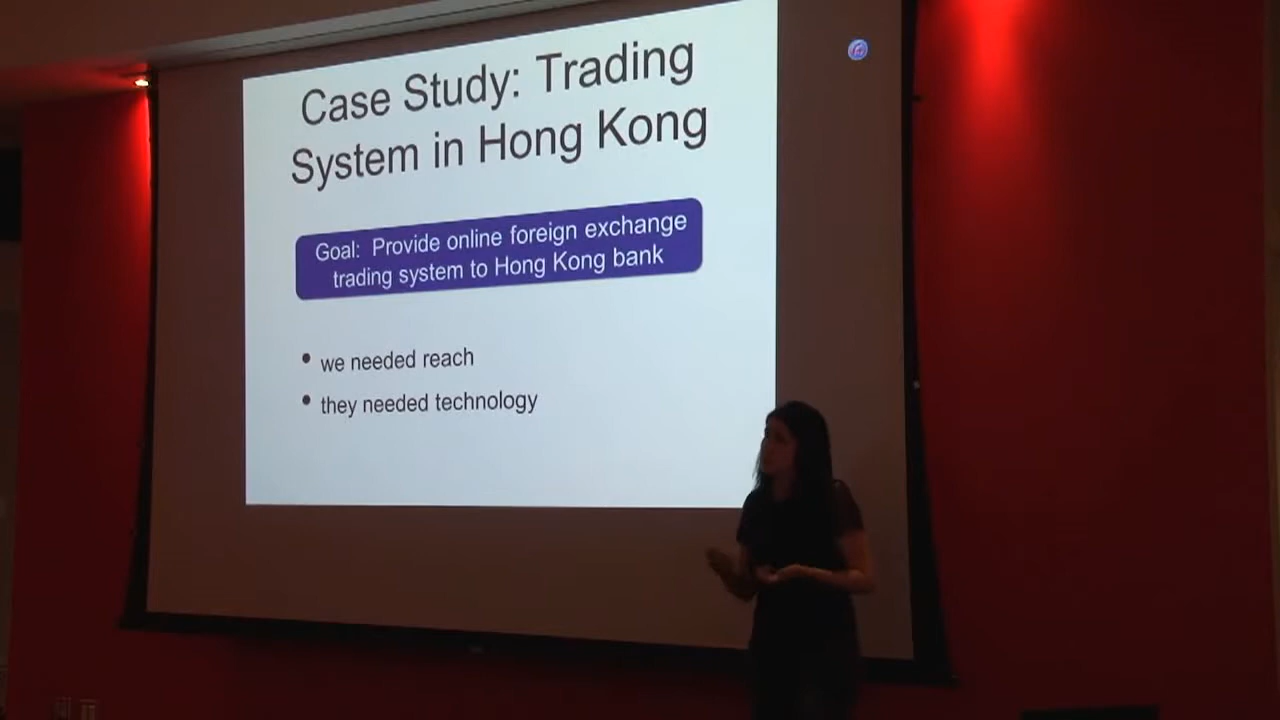 Case Study: Trading
System in Hong Kong
Goal: Provide online foreign exchange
trading system to Hong Kong bank
• we needed reach
• they needed technology